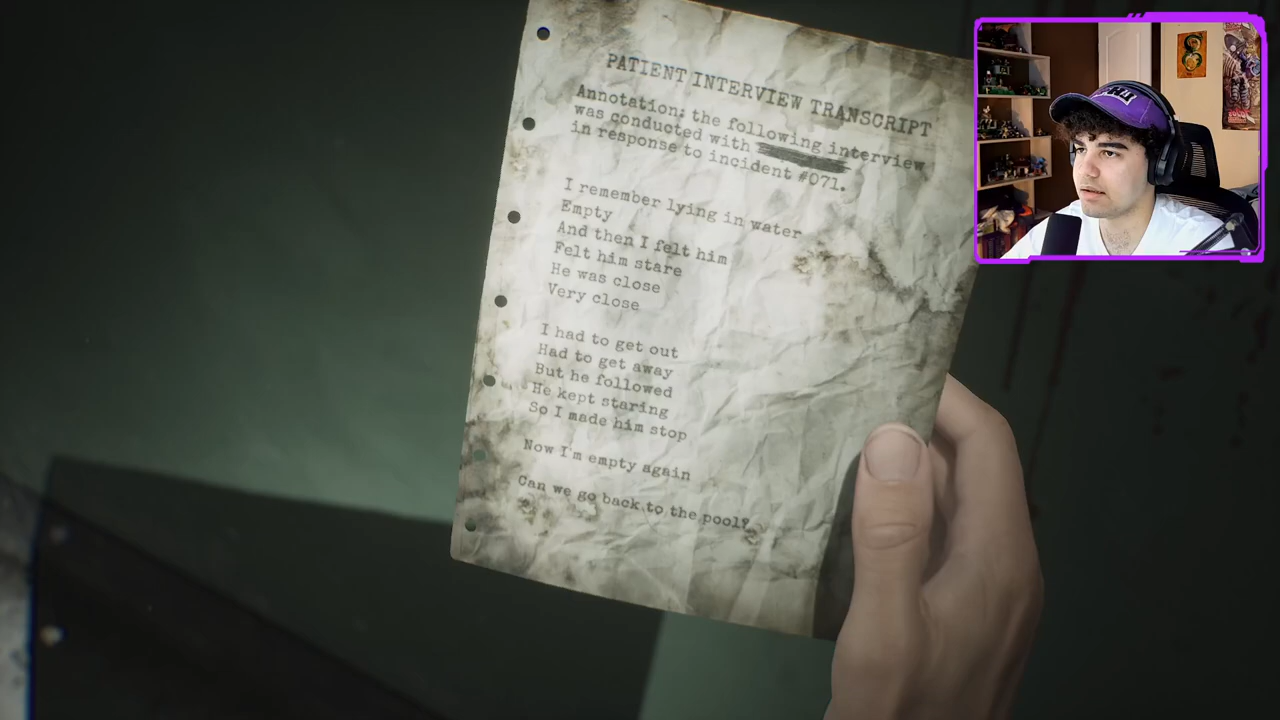 PATIENT INTERVIEW TRANSCRIPT
Annotation: the following interview
was conducted with
in response to incident #071.
I remember lying in water
Empty
And then I felt him
Felt him stare
He was close
Very close
I had to get out
Had to get away
But he followed
He kept staring
So I made him stop
Now I'm empty again
Can we go back to the pool?